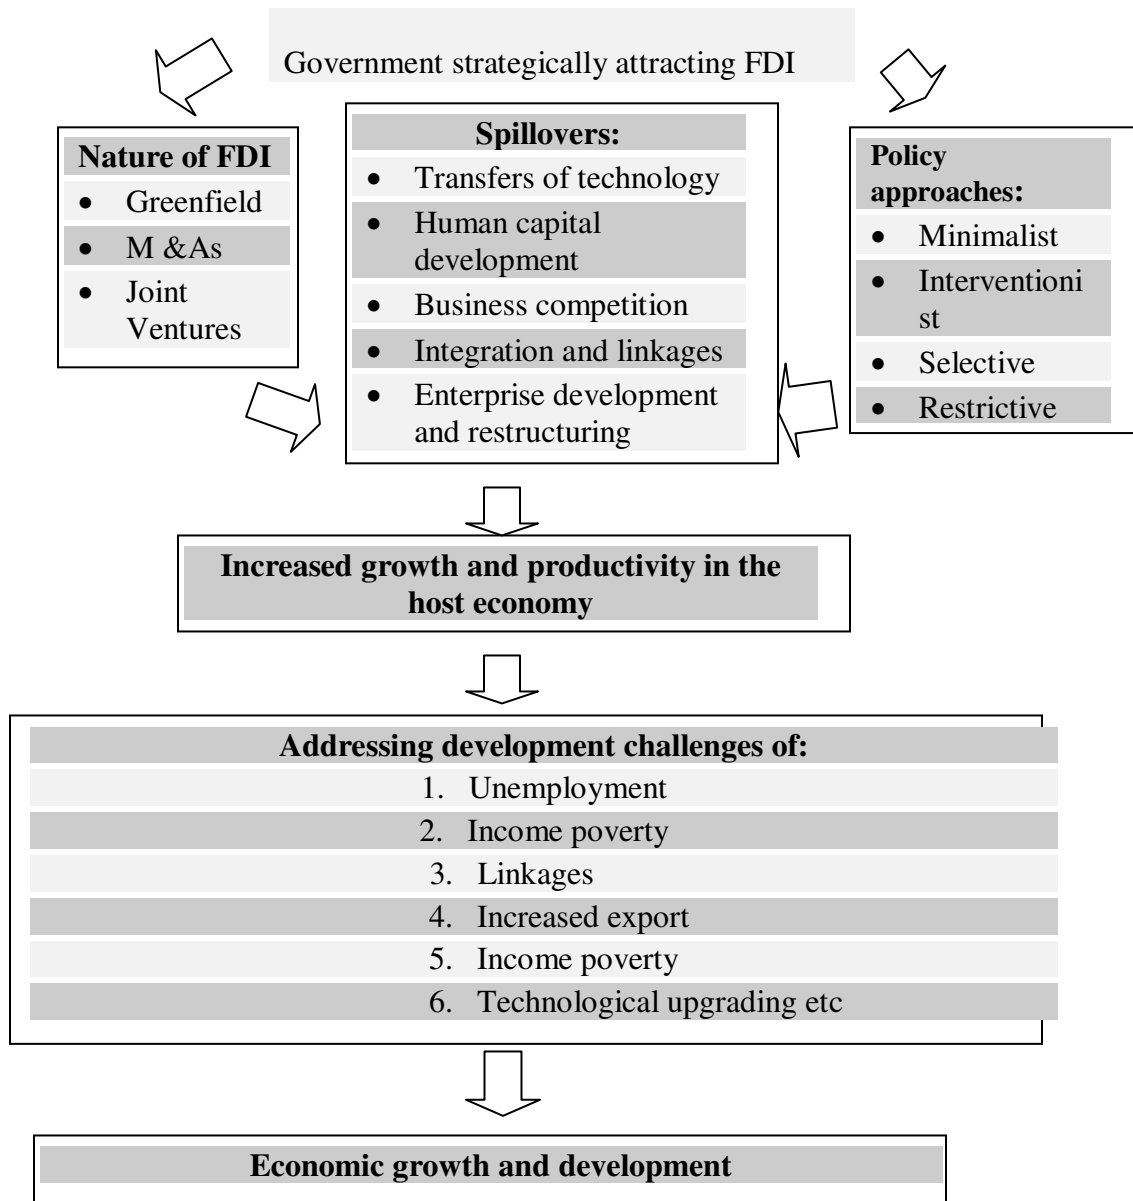 Government strategically attracting FDI
Nature of FDI
• Greenfield
• M &As
• Joint
Ventures
Spillovers:
• Transfers of technology
• Human capital
development
• Business competition
• Integration and linkages
• Enterprise development
and restructuring
Policy
approaches:
• Minimalist
• Interventioni
st
• Selective
• Restrictive
Increased growth and productivity in the
host economy
Addressing development challenges of:
1. Unemployment
2. Income poverty
3. Linkages
4. Increased export
5. Income poverty
6. Technological upgrading etc
Economic growth and development